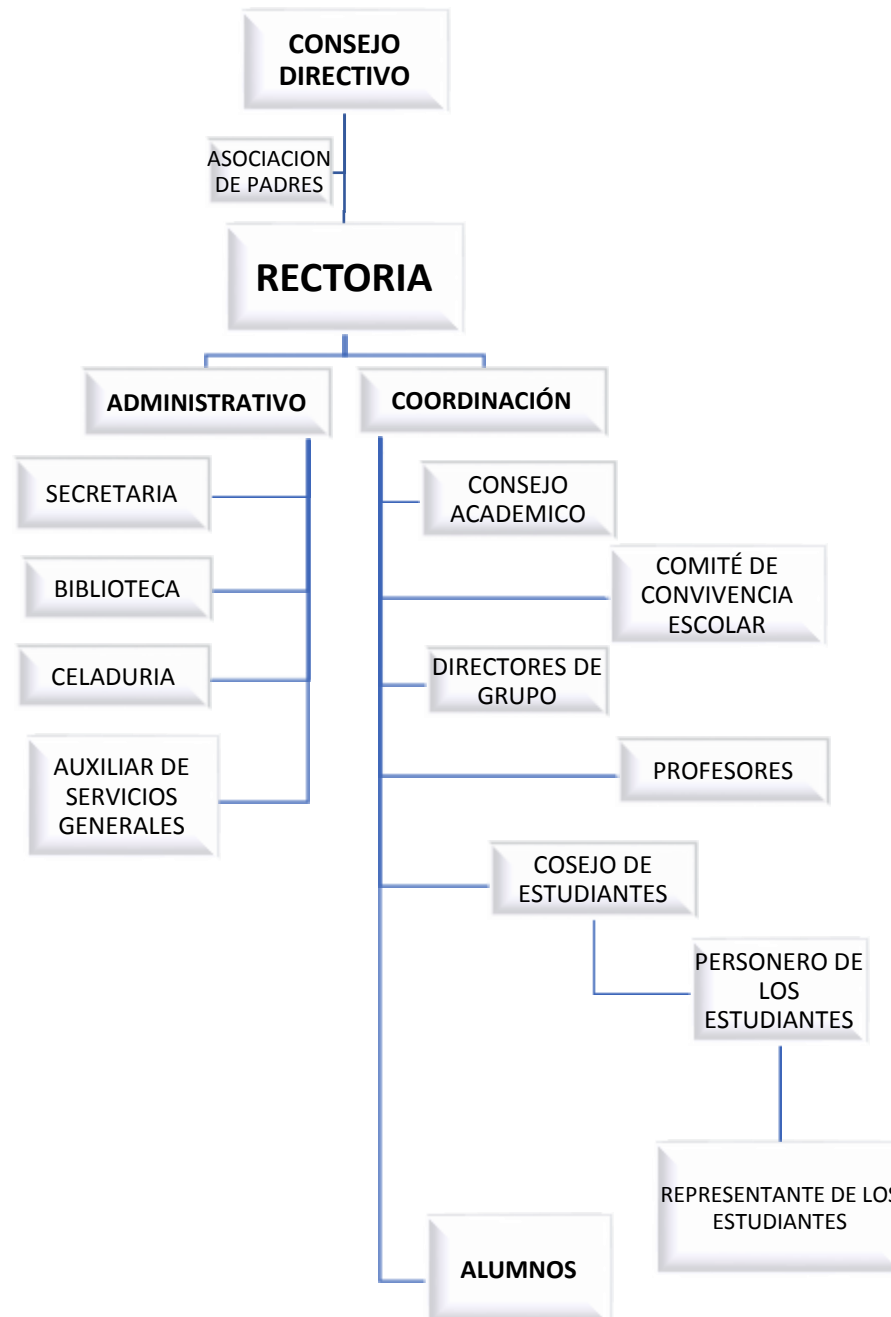 CONSEJO
DIRECTIVO
ASOCIACION
DE PADRES
RECTORIA
ADMINISTRATIVO
COORDINACIÓN
SECRETARIA
CONSEJO
ACADEMICO
COMITÉ DE
CONVIVENCIA
ESCOLAR
BIBLIOTECA
DIRECTORES DE
GRUPO
CELADURIA
PROFESORES
AUXILIAR DE
SERVICIOS
GENERALES
COSEJO DE
ESTUDIANTES
PERSONERO DE
LOS
ESTUDIANTES
REPRESENTANTE DE LOS
ESTUDIANTES
ALUMNOS